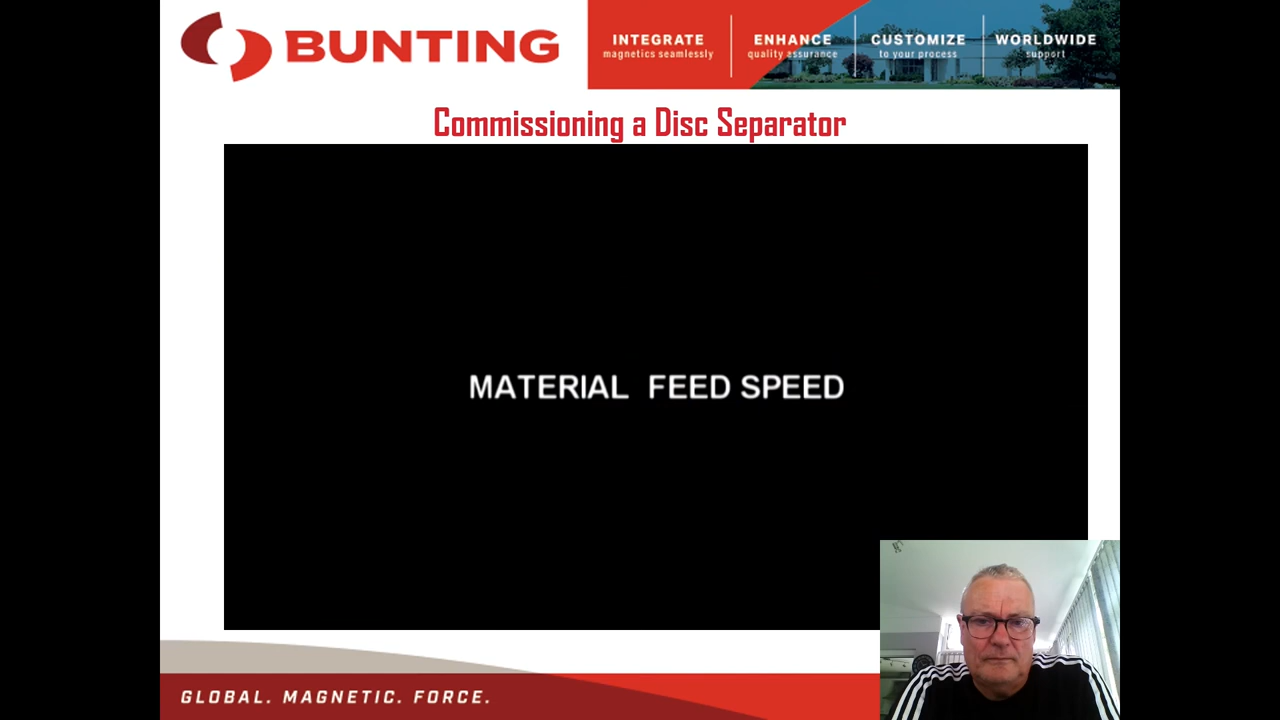 BUNTING
INTEGRATE
magnetics seamlessly
ENHANCE
quality assurance
CUSTOMIZE
to your process
WORLDWIDE
support
Commissioning a Disc Separator
MATERIAL FEED SPEED
GLOBAL. MAGNETIC. FORCE.